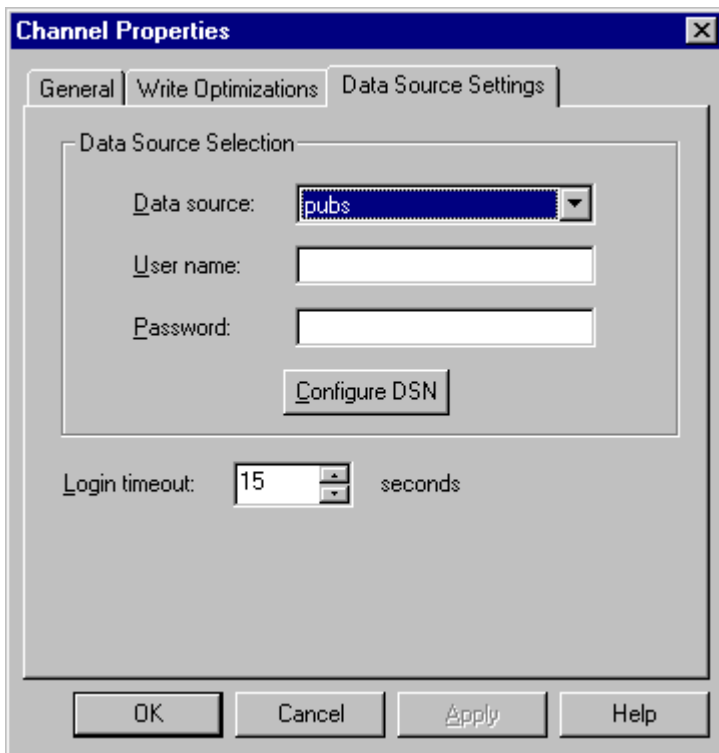 Channel Properties
General Write Optimizations Data Source Settings
Data Source Selection
Data source: pubs
User name:
Password:
Configure DSN
Login timeout: 15 seconds
OK Cancel Apply Help